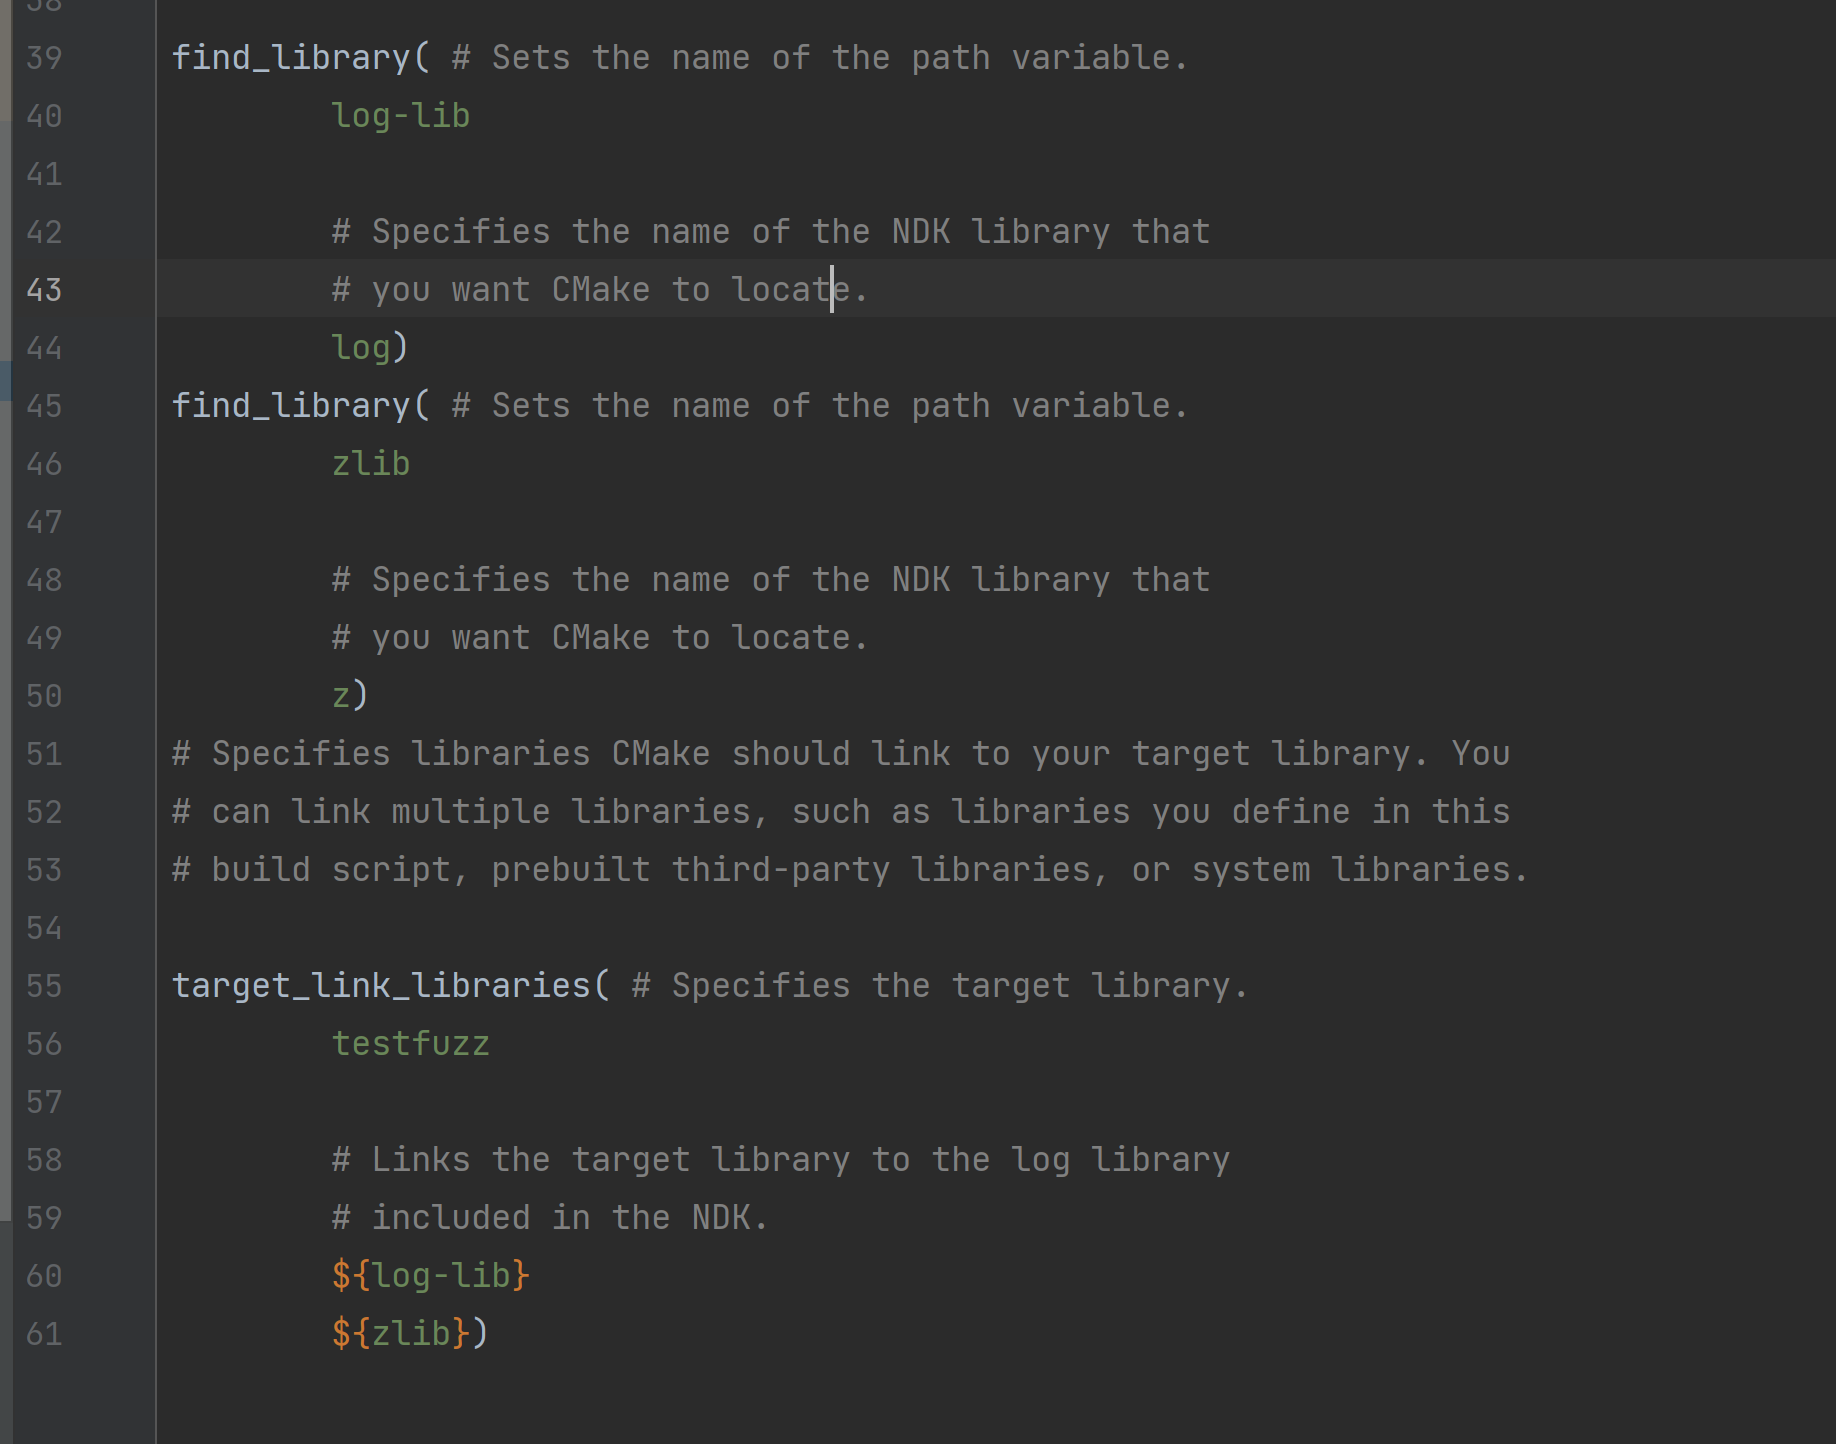 38
39 find_library( # Sets the name of the path variable.
40 log-lib
41
42 # Specifies the name of the NDK library that
43 # you want CMake to locate.
44 log)
45 find_library( # Sets the name of the path variable.
46 zlib
47
48 # Specifies the name of the NDK library that
49 # you want CMake to locate.
50 z)
51 # Specifies libraries CMake should link to your target library. You
52 # can link multiple libraries, such as libraries you define in this
53 # build script, prebuilt third-party libraries, or system libraries.
54
55 target_link_libraries( # Specifies the target library.
56 testfuzz
57
58 # Links the target library to the log library
59 # included in the NDK.
60 ${log-lib}
61 ${zlib})